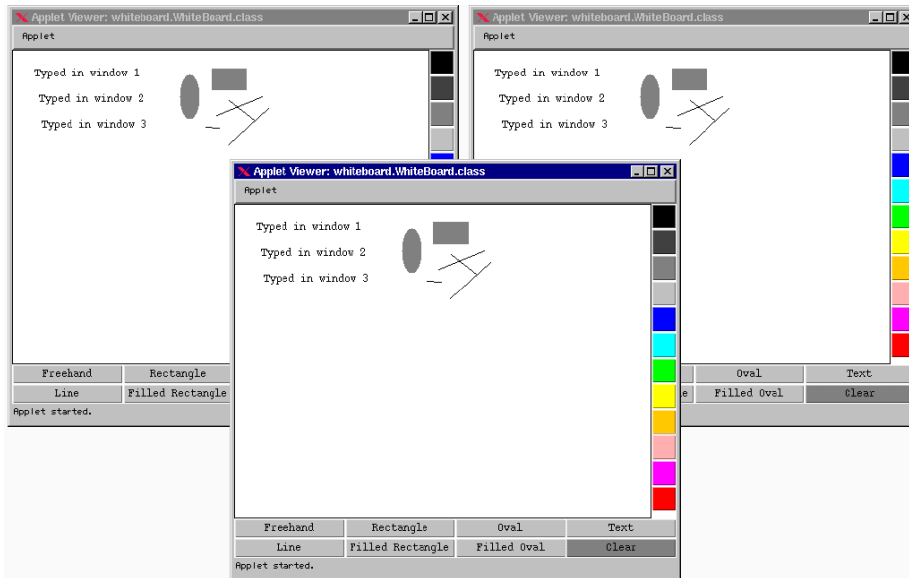 Applet Viewer: whiteboard.WhiteBoard.class
Applet
Typed in window 1
Typed in window 2
Typed in window 3
Freehand Rectangle
Line Filled Rectangle
Applet started.
Applet Viewer: whiteboard.WhiteBoard.class
Applet
Typed in window 1
Typed in window 2
Typed in window 3
Oval Text
Filled Oval Clear
Applet Viewer: whiteboard.WhiteBoard.class
Applet
Typed in window 1
Typed in window 2
Typed in window 3
Freehand Rectangle Oval Text
Line Filled Rectangle Filled Oval Clear
Applet started.